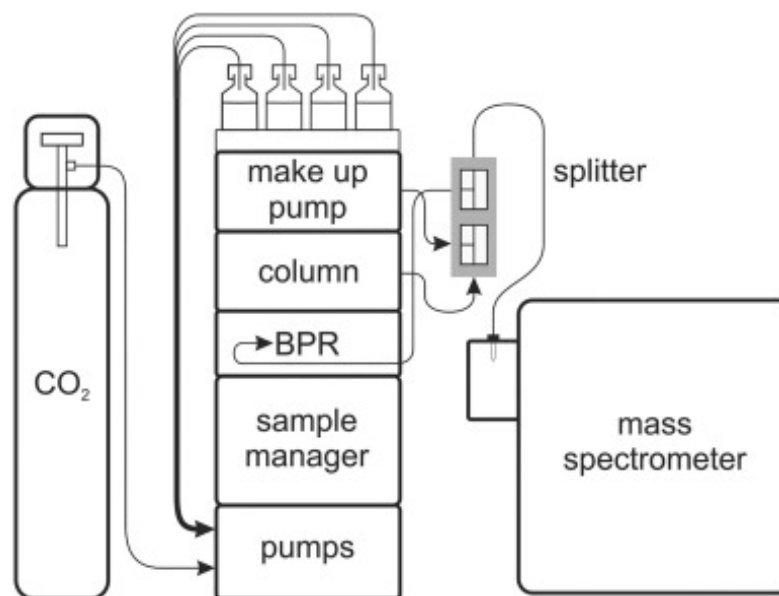 make up
pump
splitter
column
BPR
CO₂
sample
manager
mass
spectrometer
pumps